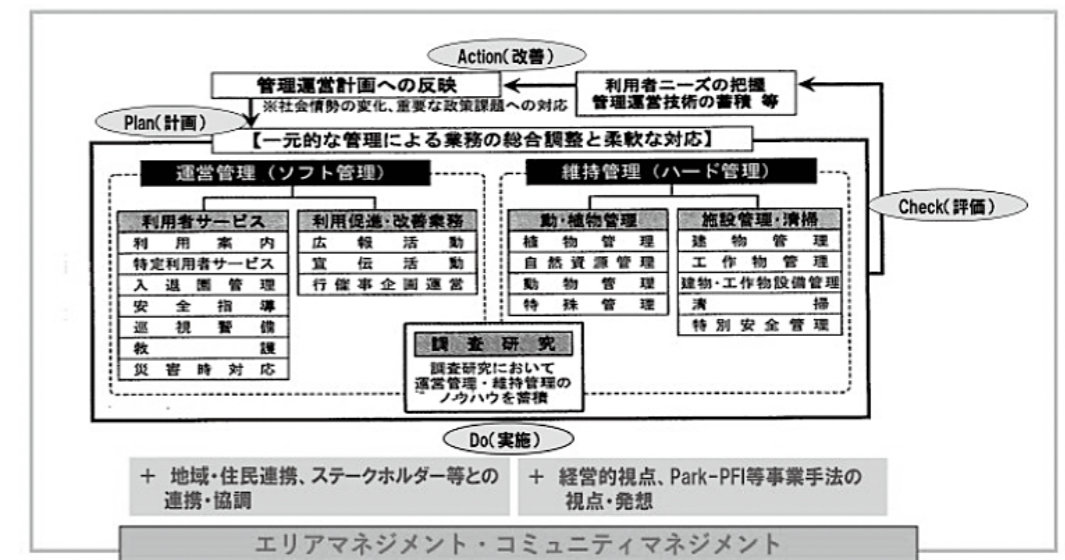 Action(改善)
管理運営計画への反映
利用者ニーズの把握
管理運営技術の蓄積 等
※社会情勢の変化、重要な政策課題への対応
Plan(計画)
【一元的な管理による業務の総合調整と柔軟な対応】
運営管理(ソフト管理)
維持管理(ハード管理)
Check(評価)
利用者サービス
利用案内
特定利用者サービス
入退園管理
安全指導
巡視警備
救護
災害時対応
利用促進・改善業務
広報活動
宣伝活動
行催事企画運営
動・植物管理
植物管理
自然資源管理
動物管理
特殊管理
施設管理・清掃
建物管理
工作物管理
建物・工作物設備管理
清掃
特別安全管理
調査研究
調査研究において
運営管理・維持管理の
ノウハウを蓄積
Do(実施)
+ 地域・住民連携、ステークホルダー等との
連携・協調
+ 経営的視点、Park-PFI等事業手法の
視点・発想
エリアマネジメント・コミュニティマネジメント